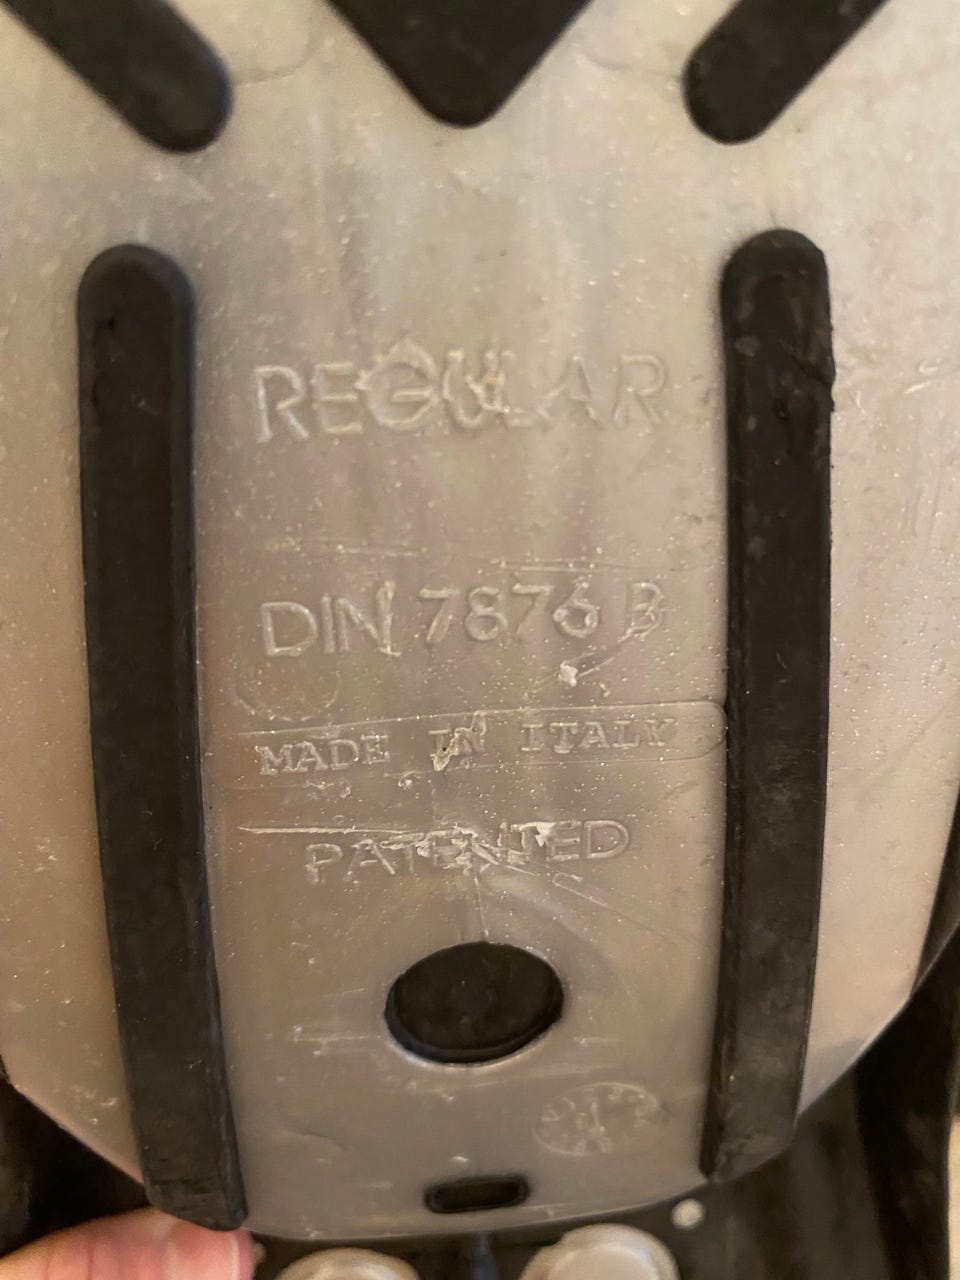 REGULAR
DIN 7876 B
MADE IN ITALY
PATENTED